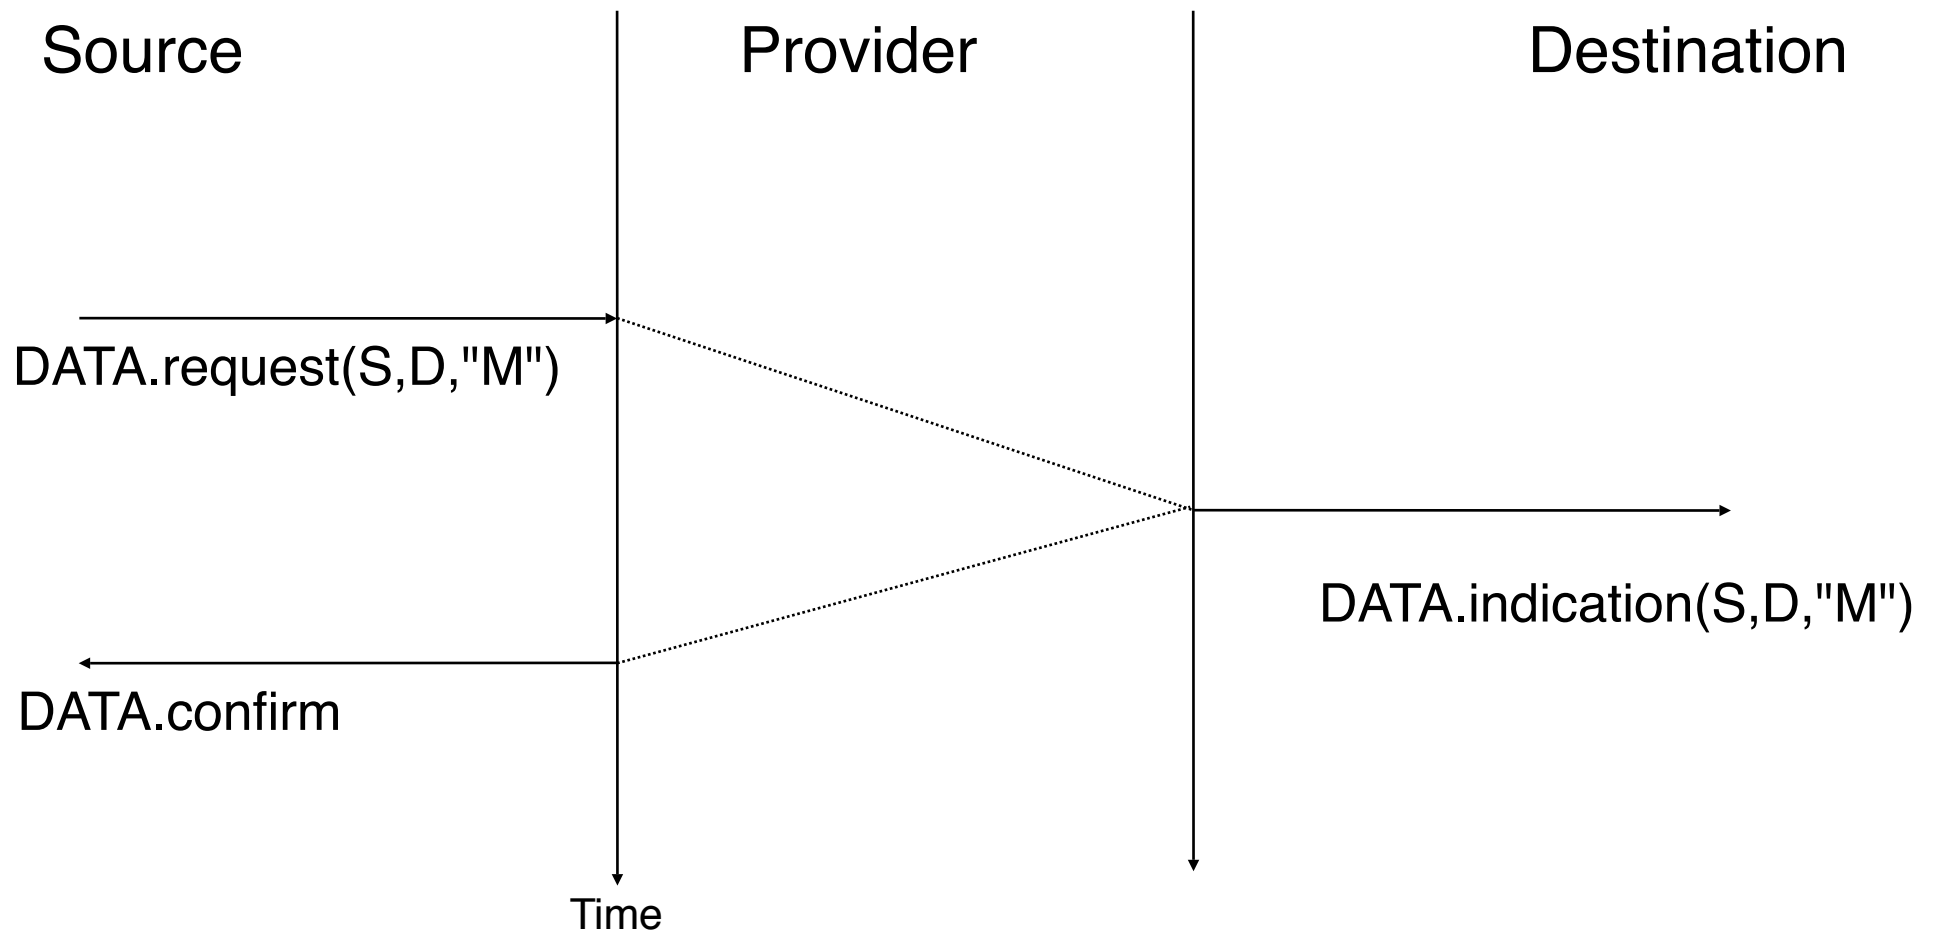 Source
Provider
Destination
DATA.request(S,D,"M")
DATA.indication(S,D,"M")
DATA.confirm
Time